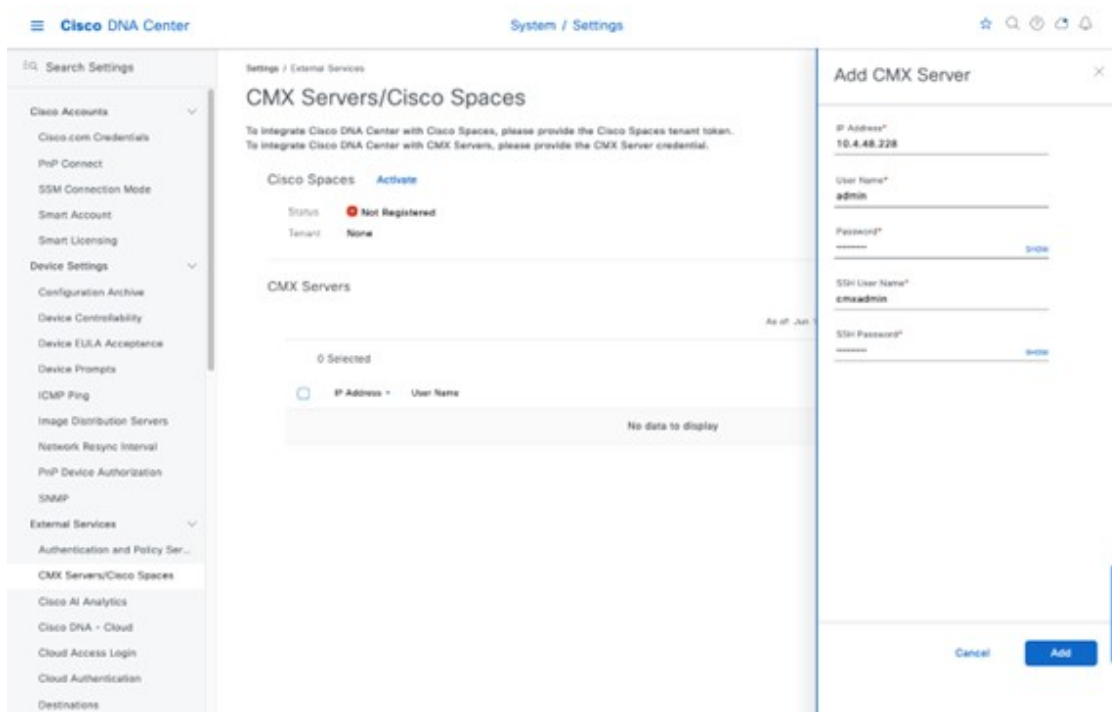 Cisco DNA Center
System / Settings
Search Settings
Cisco Accounts
Cisco.com Credentials
PnP Connect
SSM Connection Mode
Smart Account
Smart Licensing
Device Settings
Configuration Archive
Device Controllability
Device EULA Acceptance
Device Prompts
ICMP Ping
Image Distribution Servers
Network Resync Interval
PnP Device Authorization
SNMP
External Services
Authentication and Policy Ser...
CMX Servers/Cisco Spaces
Cisco AI Analytics
Cisco DNA - Cloud
Cloud Access Login
Cloud Authentication
Destinations
Settings / External Services
CMX Servers/Cisco Spaces
To integrate Cisco DNA Center with Cisco Spaces, please provide the Cisco Spaces tenant token.
To integrate Cisco DNA Center with CMX Servers, please provide the CMX Server credential.
Cisco Spaces Activate
Status Not Registered
Tenant None
CMX Servers
As of: Jun 1
0 Selected
IP Address User Name
No data to display
Add CMX Server
IP Address*
10.4.48.228
User Name*
admin
Password*
SHOW
SSH User Name*
cmxadmin
SSH Password*
SHOW
Cancel Add